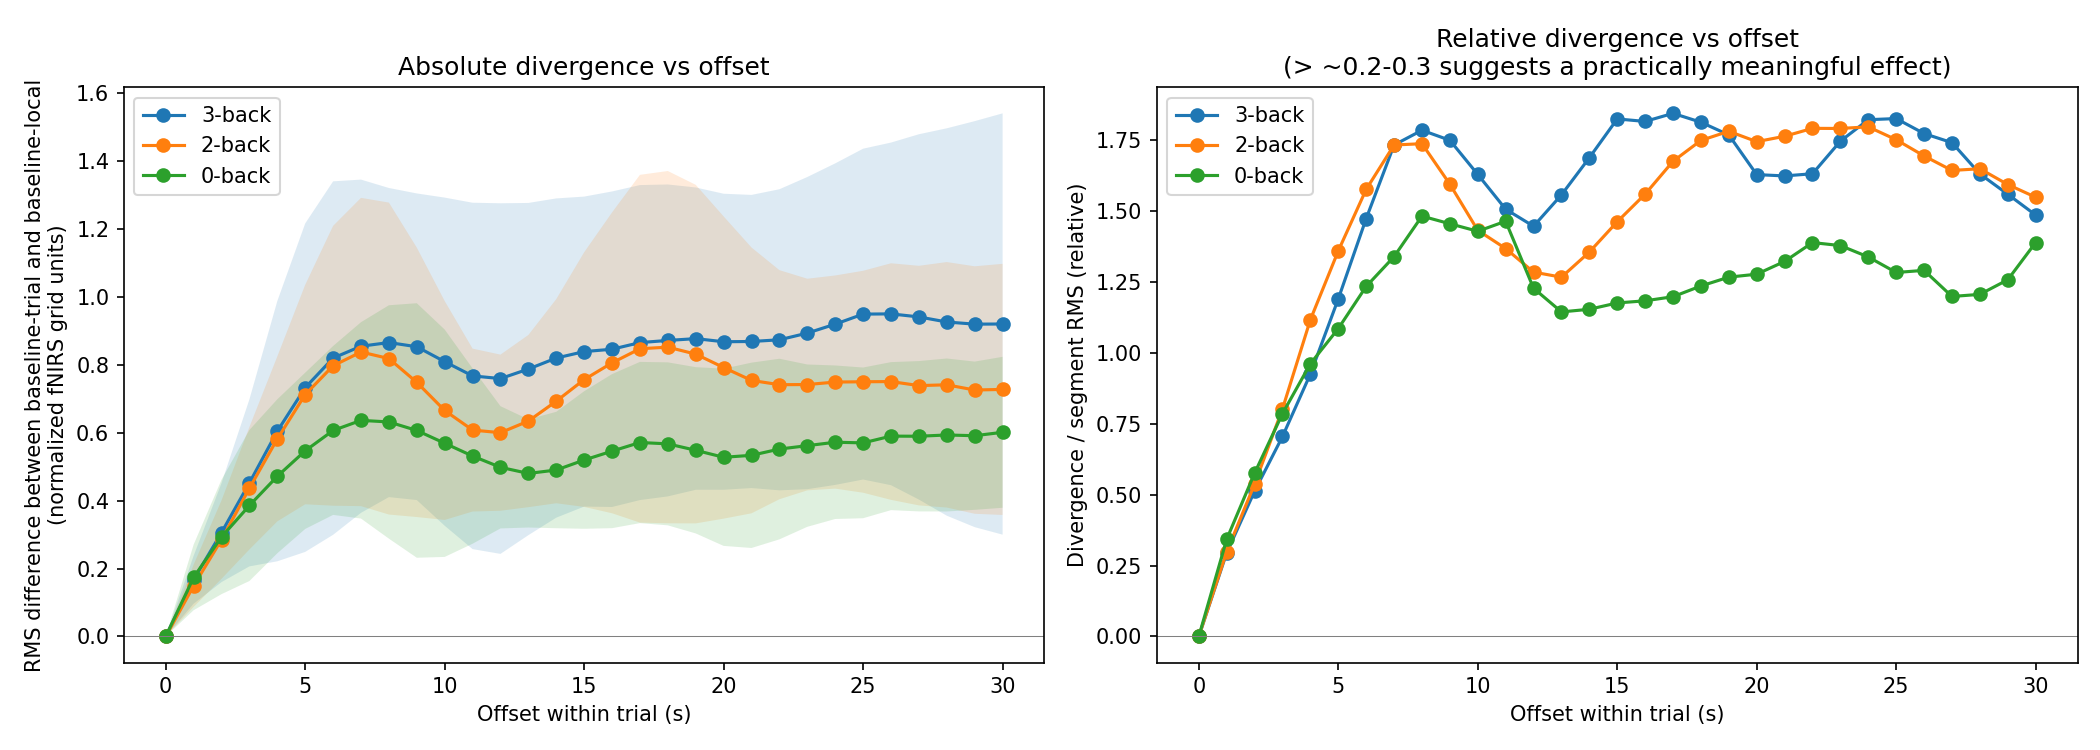 Absolute divergence vs offset
RMS difference between baseline-trial and baseline-local
(normalized fNIRS grid units)
1.6
1.4
1.2
1.0
0.8
0.6
0.4
0.2
0.0
3-back
2-back
0-back
0 5 10 15 20 25 30
Offset within trial (s)
Relative divergence vs offset
(> ~0.2-0.3 suggests a practically meaningful effect)
Divergence / segment RMS (relative)
1.75
1.50
1.25
1.00
0.75
0.50
0.25
0.00
3-back
2-back
0-back
0 5 10 15 20 25 30
Offset within trial (s)